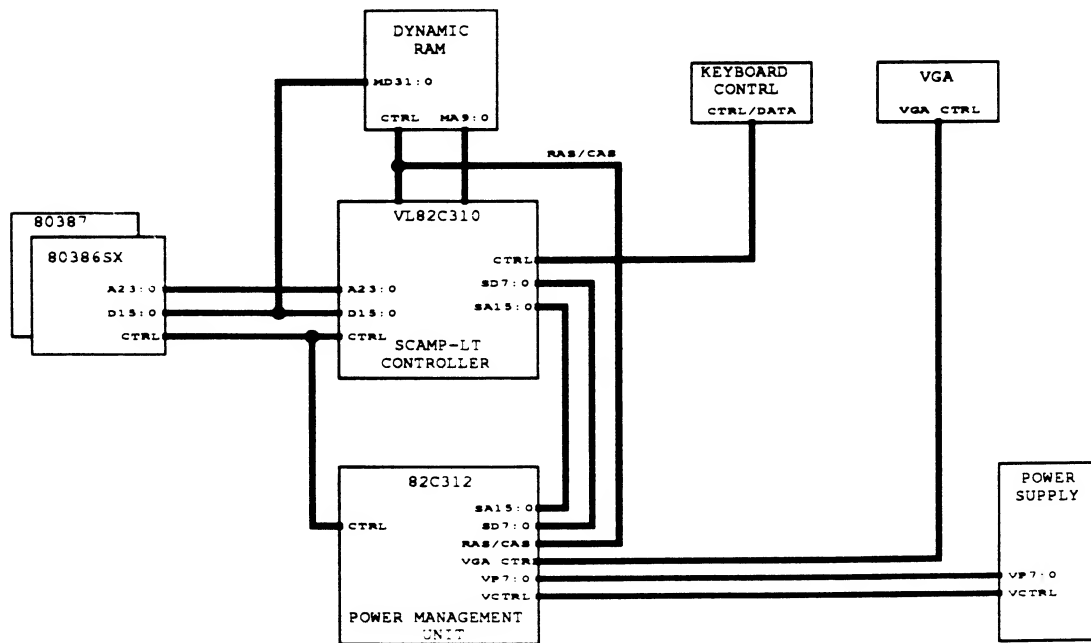 DYNAMIC
RAM
MD31:0
CTRL MA9:0
KEYBOARD
CONTRL
CTRL/DATA
VGA
VGA CTRL
RAS/CAS
80387
80386SX
A23:0
D15:0
CTRL
VL82C310
A23:0
D15:0
CTRL
CTRL
SD7:0
SA15:0
SCAMP-LT
CONTROLLER
82C312
CTRL
SA15:0
SD7:0
RAS/CAS
VGA CTR
VP7:0
VCTRL
POWER MANAGEMENT
UNIT
POWER
SUPPLY
VP7:0
VCTRL